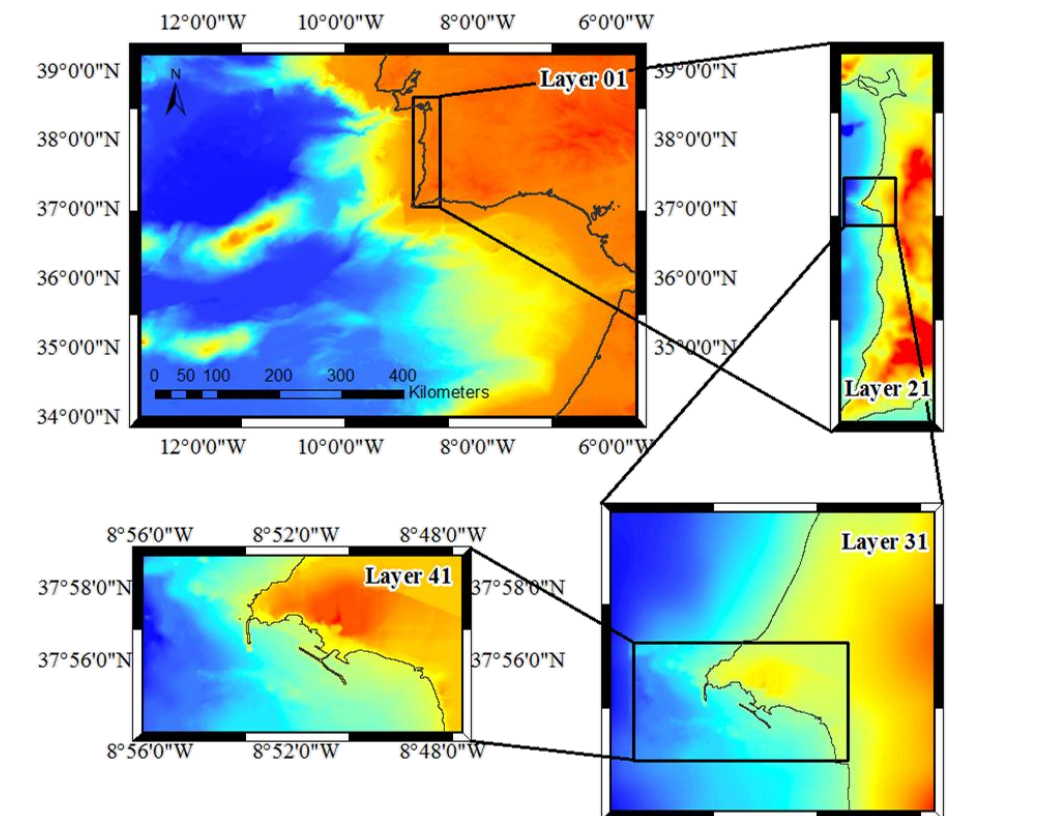 12°0'0"W 10°0'0"W 8°0'0"W 6°0'0"W
39°0'0"N
N
Layer 01
39°0'0"N
38°0'0"N
38°0'0"N
37°0'0"N
37°0'0"N
36°0'0"N
36°0'0"N
35°0'0"N
35°0'0"N
0 50 100 200 300 400
Kilometers
34°0'0"N
Layer 21
12°0'0"W 10°0'0"W 8°0'0"W 6°0'0"W
8°56'0"W 8°52'0"W 8°48'0"W
Layer 31
Layer 41
37°58'0"N
37°58'0"N
37°56'0"N
37°56'0"N
8°56'0"W 8°52'0"W 8°48'0"W